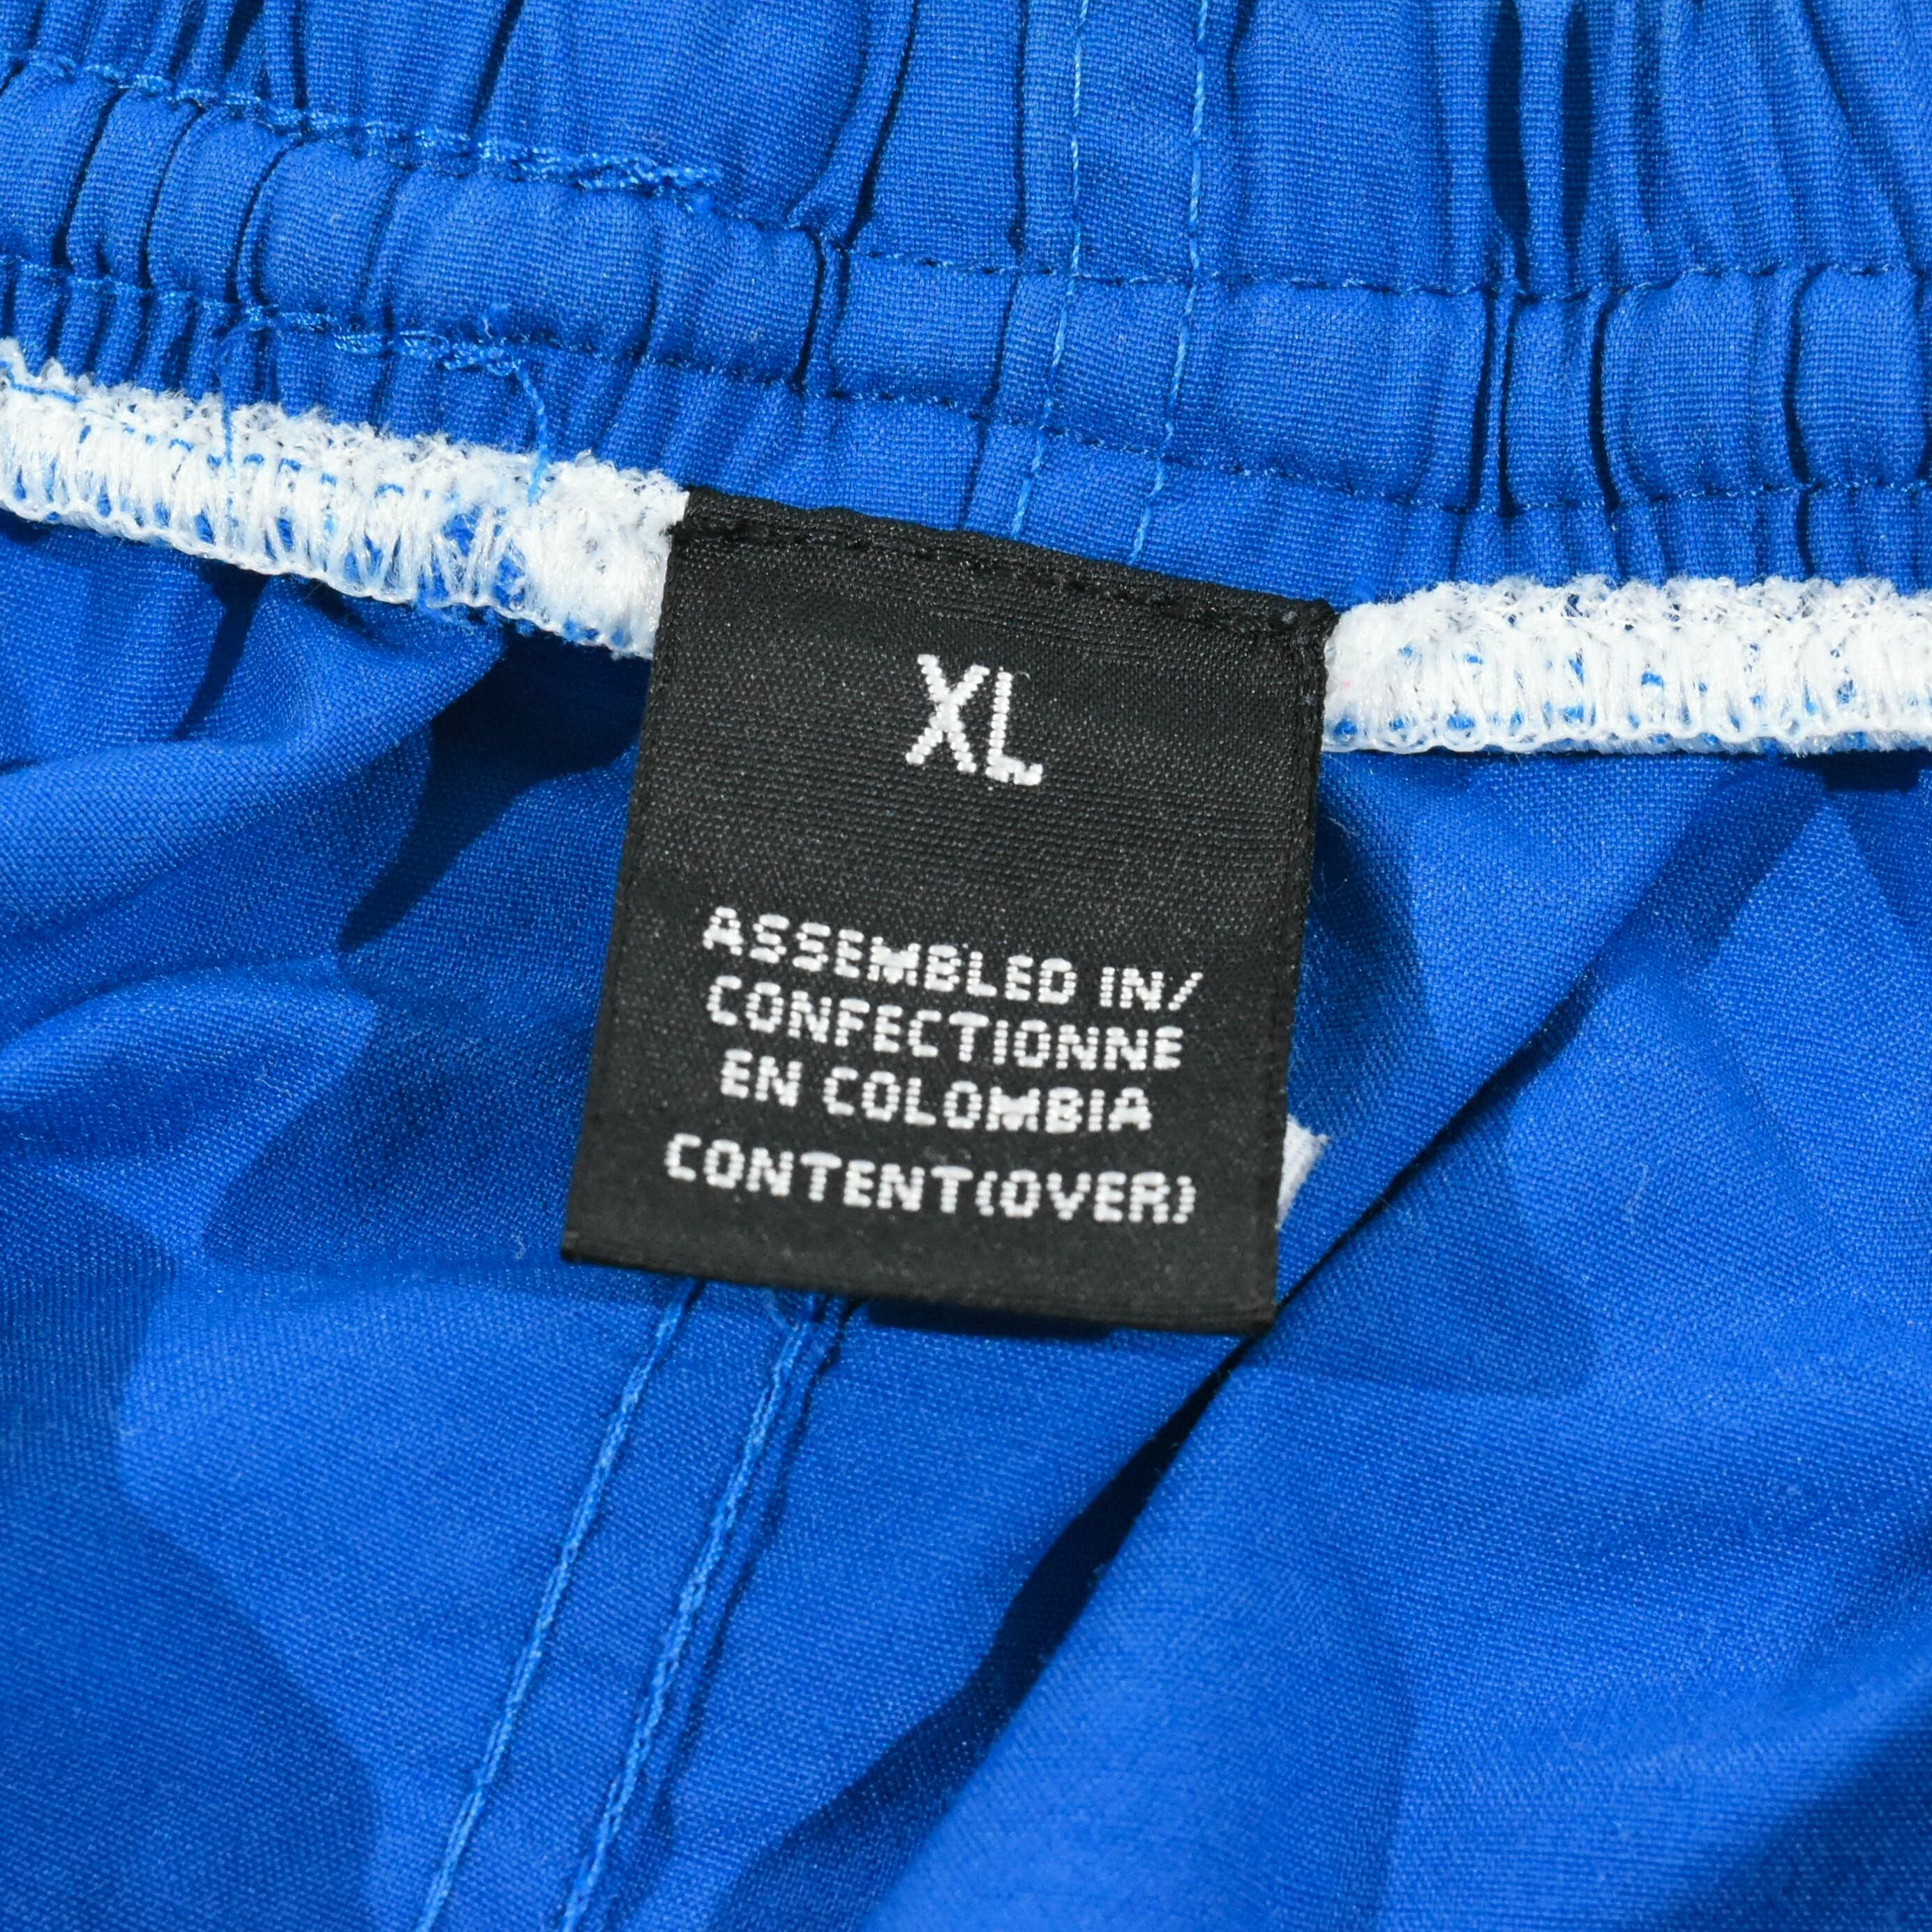 XL
ASSEMBLED IN/
CONFECTIONNE
EN COLOMBIA
CONTENT(OVER)